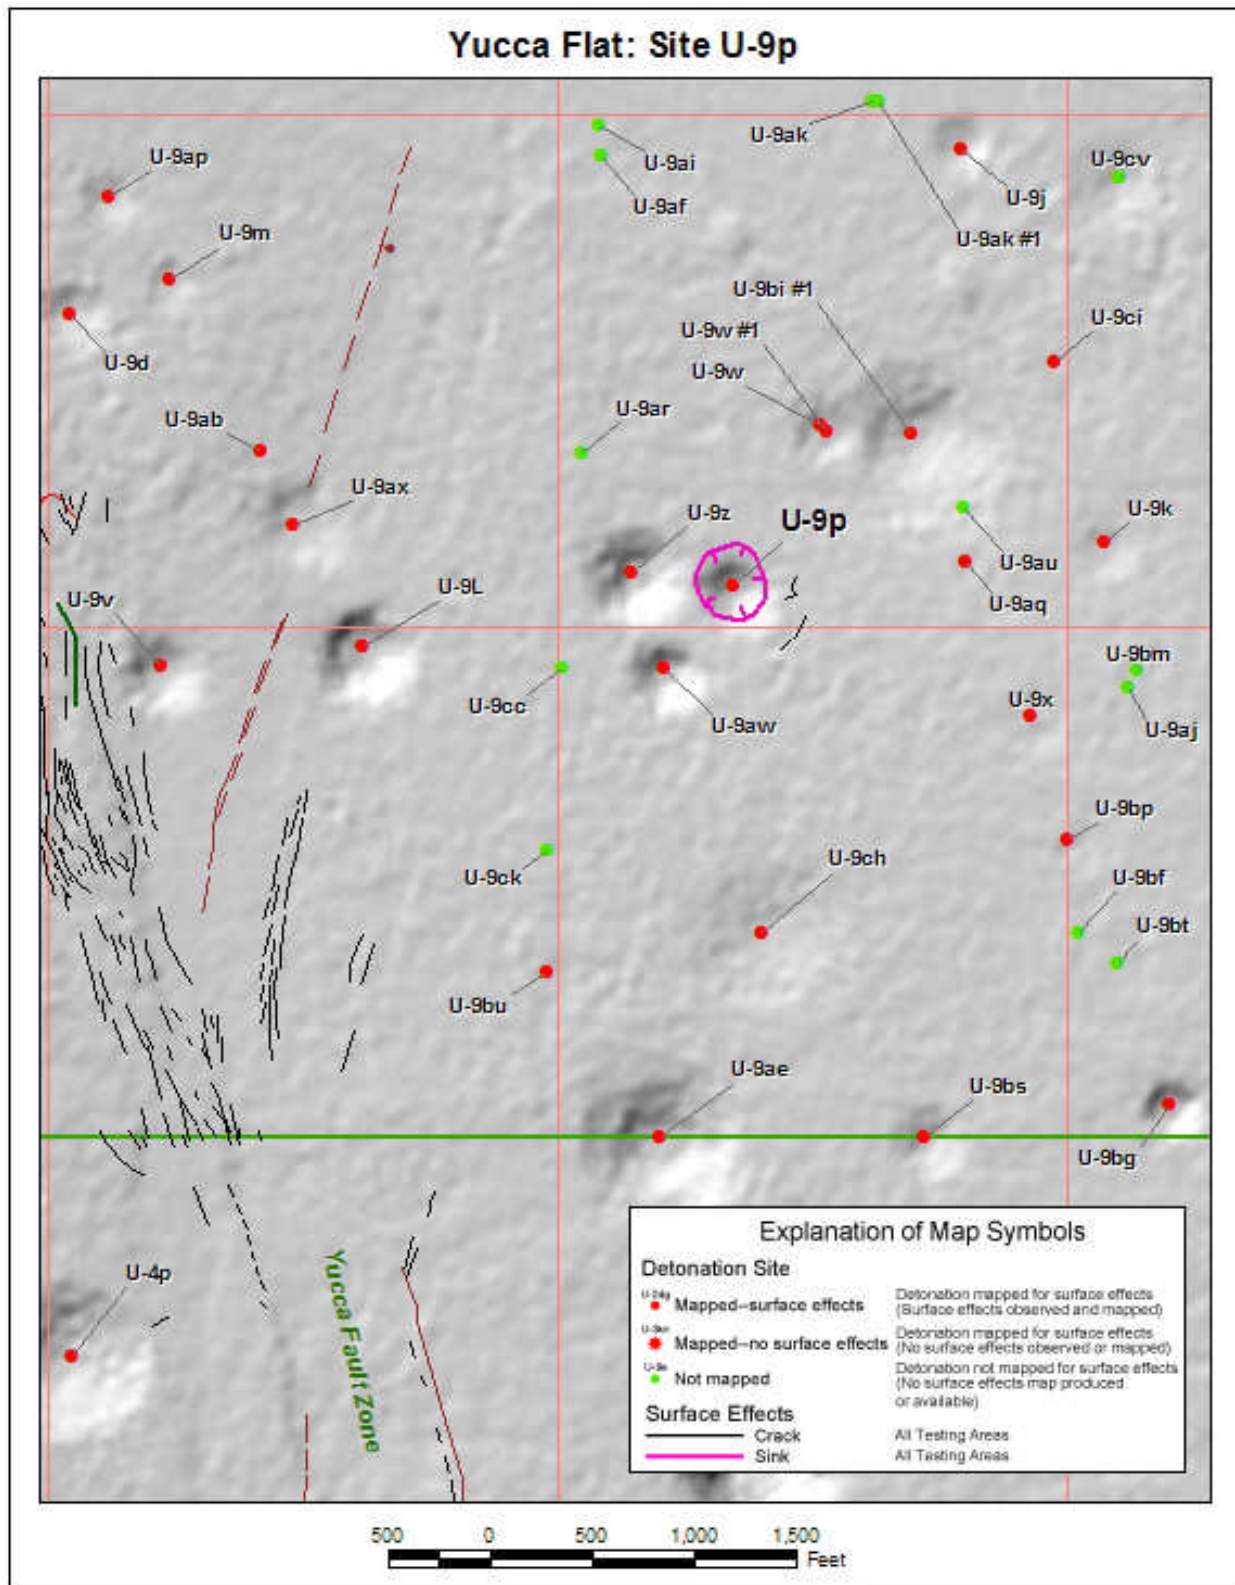 Yucca Flat: Site U-9p
U-9ak
U-9ai
U-9ap
U-9cv
U-9j
U-9af
U-9m
U-9ak #1
U-9bi #1
U-9ci
U-9w #1
U-9d
U-9w
U-9ar
U-9ab
U-9ax
U-9z
U-9p
U-9k
U-9au
U-9L
U-9v
U-9aq
U-9bm
U-9cc
U-9x
U-9aw
U-9aj
U-9bp
U-9ch
U-9ck
U-9bf
U-9bt
U-9bu
U-9ae
U-9bs
U-9bg
U-4p
Yucca Fault Zone
Explanation of Map Symbols
Detonation Site
Mapped--surface effects
Detonation mapped for surface effects
(Surface effects observed and mapped)
Mapped--no surface effects
Detonation mapped for surface effects
(No surface effects observed or mapped)
Not mapped
Detonation not mapped for surface effects
(No surface effects map produced
or available)
Surface Effects
Crack All Testing Areas
Sink All Testing Areas
500 0 500 1,000 1,500
Feet